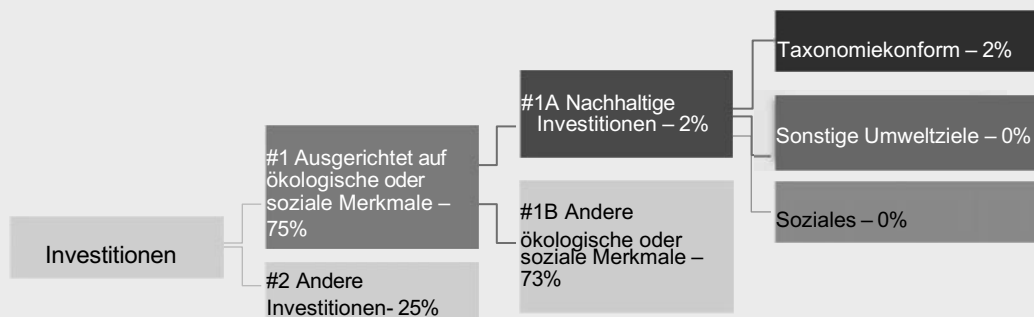 Investitionen
#1 Ausgerichtet auf
ökologische oder
soziale Merkmale –
75%
#2 Andere
Investitionen- 25%
#1A Nachhaltige
Investitionen – 2%
#1B Andere
ökologische oder
soziale Merkmale –
73%
Taxonomiekonform – 2%
Sonstige Umweltziele – 0%
Soziales – 0%